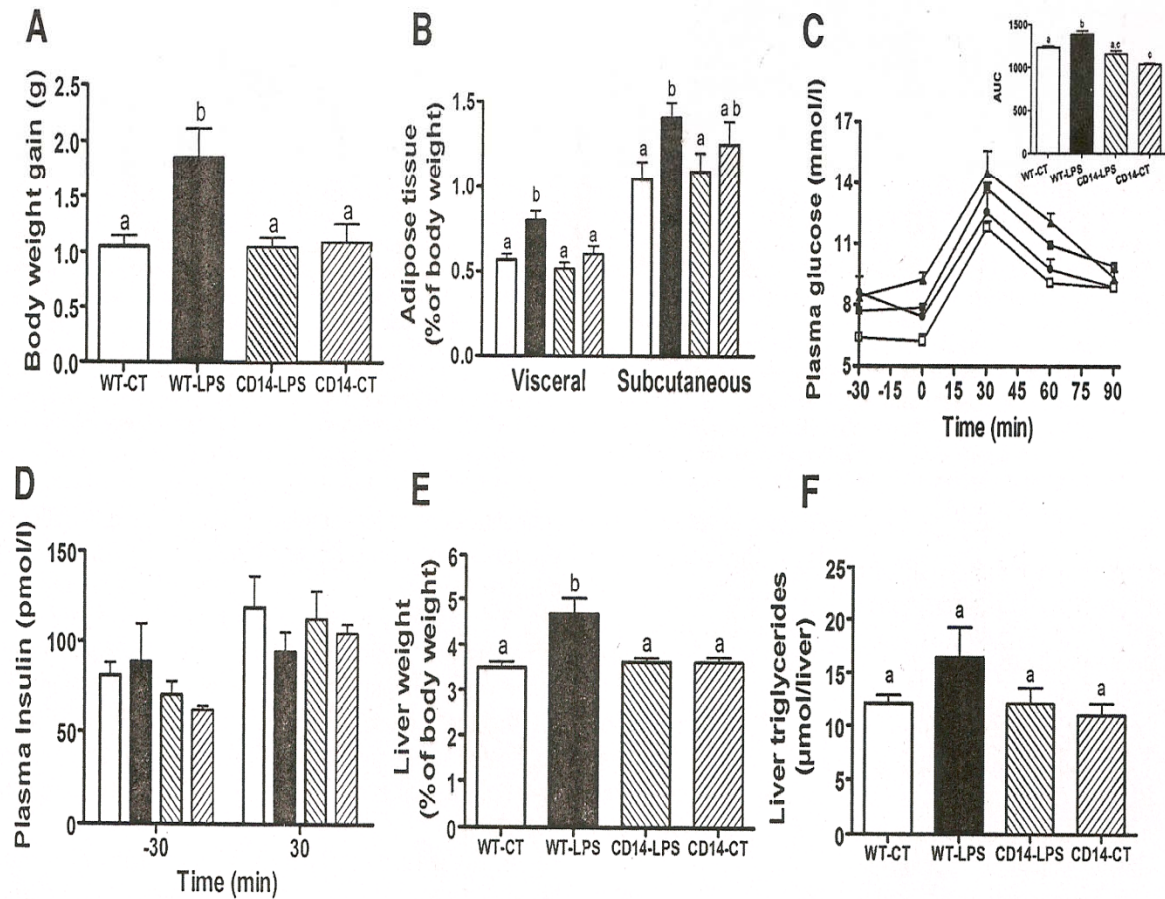 A
Body weight gain (g)
2.5
2.0
1.5
1.0
0.5
0.0
a
b
a
a
WT-CT WT-LPS CD14-LPS CD14-CT
B
Adipose tissue
(%of body weight)
1.5
1.0
0.5
0.0
a
b
a
a
a
b
a
a b
Visceral Subcutaneous
C
AUC
1500
1000
500
0
a
b
a,c
c
WT-CT WT-LPS CD14-LPS CD14-CT
Plasma glucose (mmol/l)
17
14
11
8
5
-30 -15 0 15 30 45 60 75 90
Time (min)
D
Plasma Insulin (pmol/l)
150
100
50
0
-30 30
Time (min)
E
Liver weight
(%of body weight)
6
5
4
3
2
1
0
a
b
a
a
WT-CT WT-LPS CD14-LPS CD14-CT
F
Liver triglycerides
(μmol/liver)
25
20
15
10
5
0
a
a
a
a
WT-CT WT-LPS CD14-LPS CD14-CT